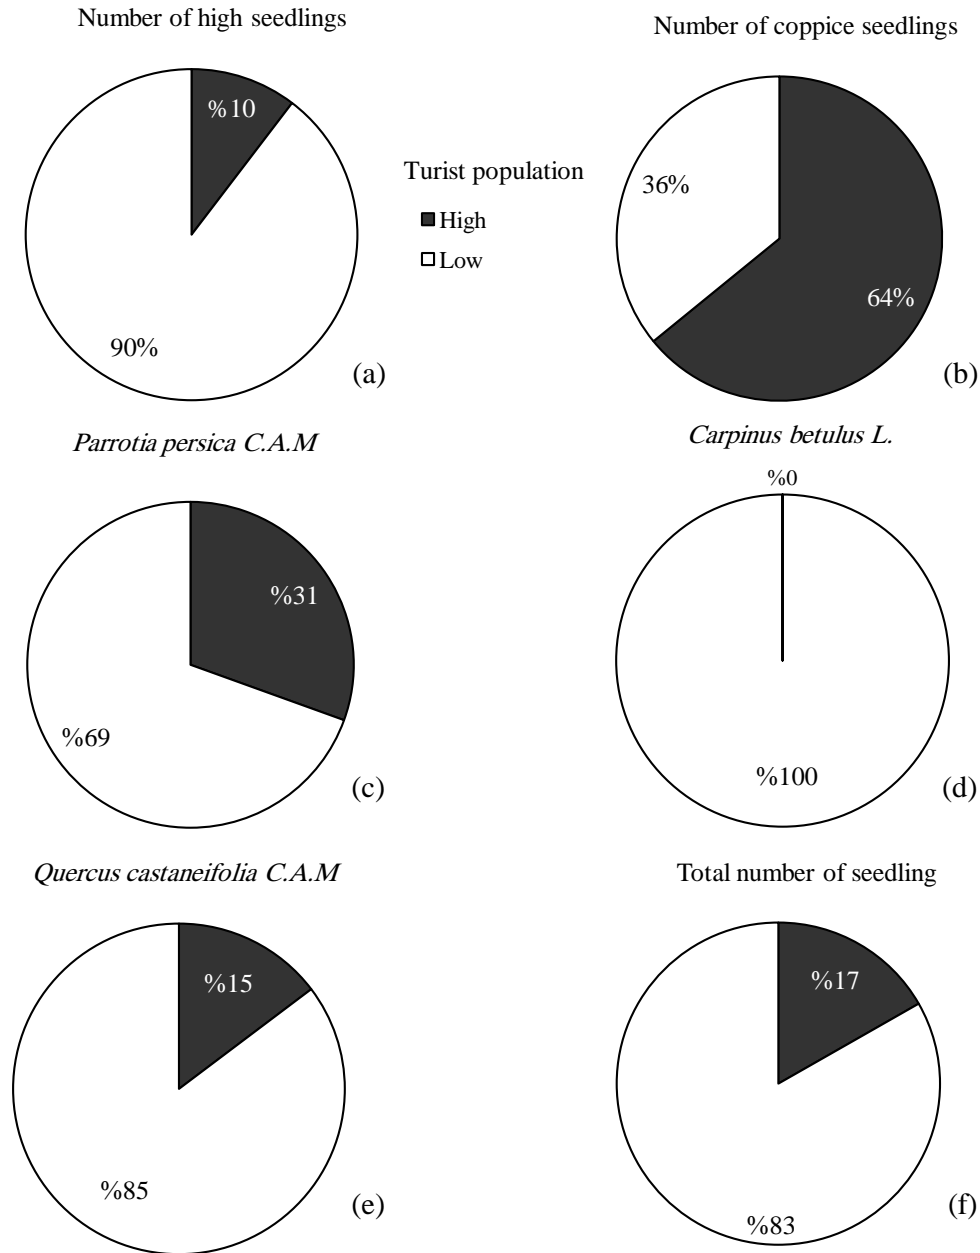 Number of high seedlings
Number of coppice seedlings
%10
90%
(a)
Turist population
High
Low
36%
64%
(b)
Parrotia persica C.A.M
Carpinus betulus L.
%31
%69
(c)
%0
%100
(d)
Quercus castaneifolia C.A.M
Total number of seedling
%15
%85
(e)
%17
%83
(f)